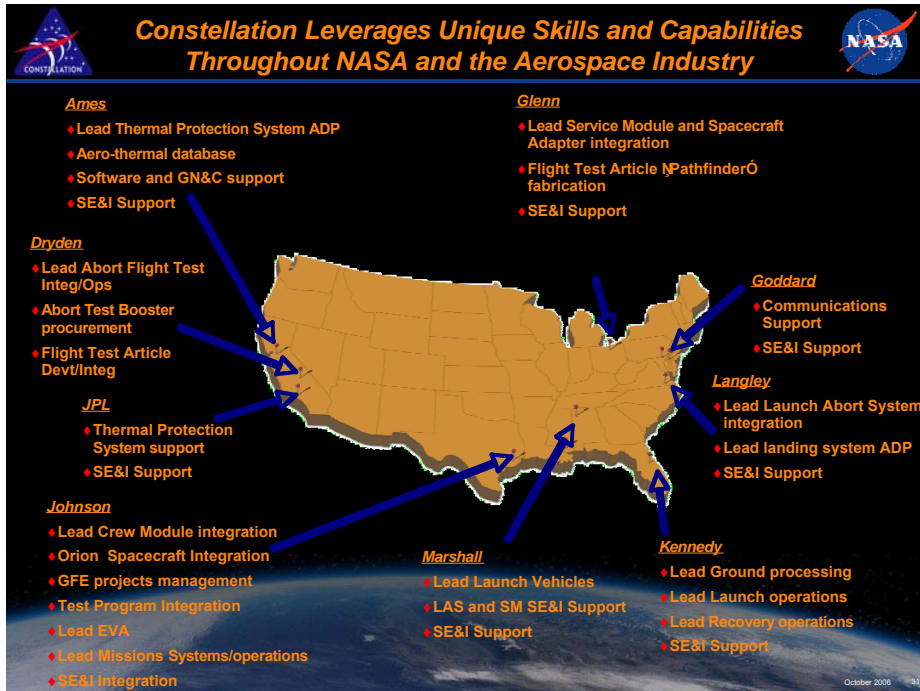 Constellation Leverages Unique Skills and Capabilities
Throughout NASA and the Aerospace Industry
CONSTELLATION
NASA
Ames
♦Lead Thermal Protection System ADP
♦Aero-thermal database
♦Software and GN&C support
♦SE&I Support
Glenn
♦Lead Service Module and Spacecraft
Adapter integration
♦Flight Test Article ŅPathfinderÓ
fabrication
♦SE&I Support
Dryden
♦Lead Abort Flight Test
Integ/Ops
♦Abort Test Booster
procurement
♦Flight Test Article
Devt/Integ
Goddard
♦Communications
Support
♦SE&I Support
JPL
♦Thermal Protection
System support
♦SE&I Support
Langley
♦Lead Launch Abort System
integration
♦Lead landing system ADP
♦SE&I Support
Johnson
♦Lead Crew Module integration
♦Orion Spacecraft Integration
♦GFE projects management
♦Test Program Integration
♦Lead EVA
♦Lead Missions Systems/operations
♦SE&I Integration
Marshall
♦Lead Launch Vehicles
♦LAS and SM SE&I Support
♦SE&I Support
Kennedy
♦Lead Ground processing
♦Lead Launch operations
♦Lead Recovery operations
♦SE&I Support
October 2006 31